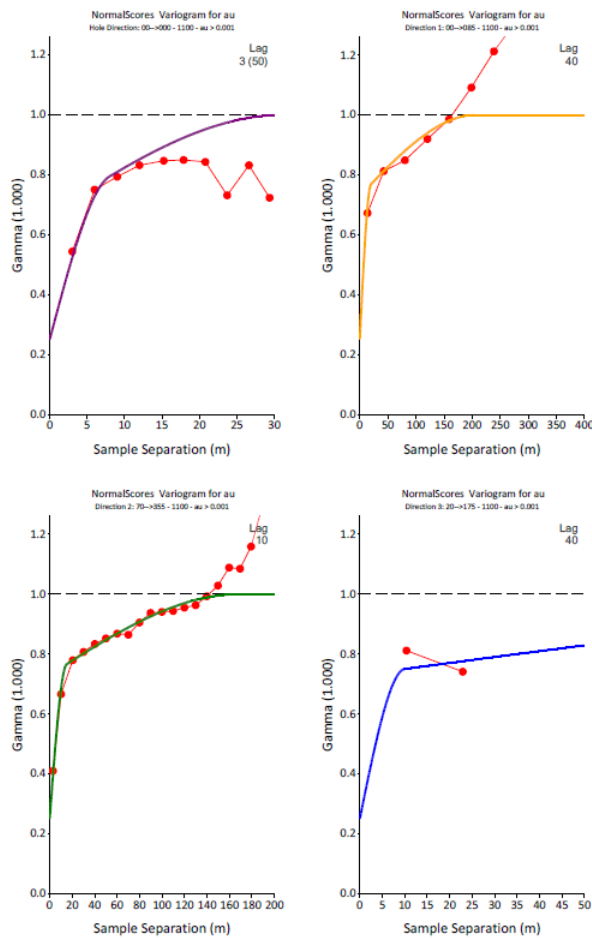 NormalScores Variogram for au
Hole Direction: 00-->000 - 1100 - au > 0.001
Lag
3 (50)
1.2
1.0
0.8
0.6
0.4
0.2
0.0
Gamma (1.000)
0 5 10 15 20 25 30
Sample Separation (m)
NormalScores Variogram for au
Direction 1: 00-->085 - 1100 - au > 0.001
Lag
40
1.2
1.0
0.8
0.6
0.4
0.2
0.0
Gamma (1.000)
0 50 100 150 200 250 300 350 400
Sample Separation (m)
NormalScores Variogram for au
Direction 2: 70-->355 - 1100 - au > 0.001
Lag
10
1.2
1.0
0.8
0.6
0.4
0.2
0.0
Gamma (1.000)
0 20 40 60 80 100 120 140 160 180 200
Sample Separation (m)
NormalScores Variogram for au
Direction 3: 20-->175 - 1100 - au > 0.001
Lag
40
1.2
1.0
0.8
0.6
0.4
0.2
0.0
Gamma (1.000)
0 5 10 15 20 25 30 35 40 45 50
Sample Separation (m)